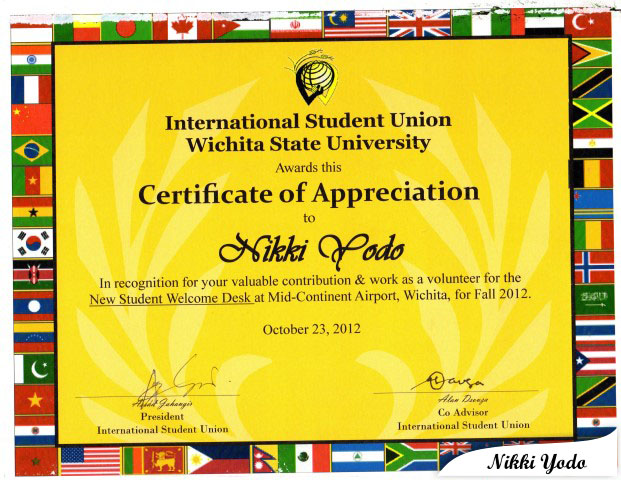 International Student Union
Wichita State University
Awards this
Certificate of Appreciation
to
Nikki Yodo
In recognition for your valuable contribution & work as a volunteer for the
New Student Welcome Desk at Mid-Continent Airport, Wichita, for Fall 2012.
October 23, 2012
Jahangir
President
International Student Union
Alan Dsouza
Co Advisor
International Student Union
Nikki Yodo